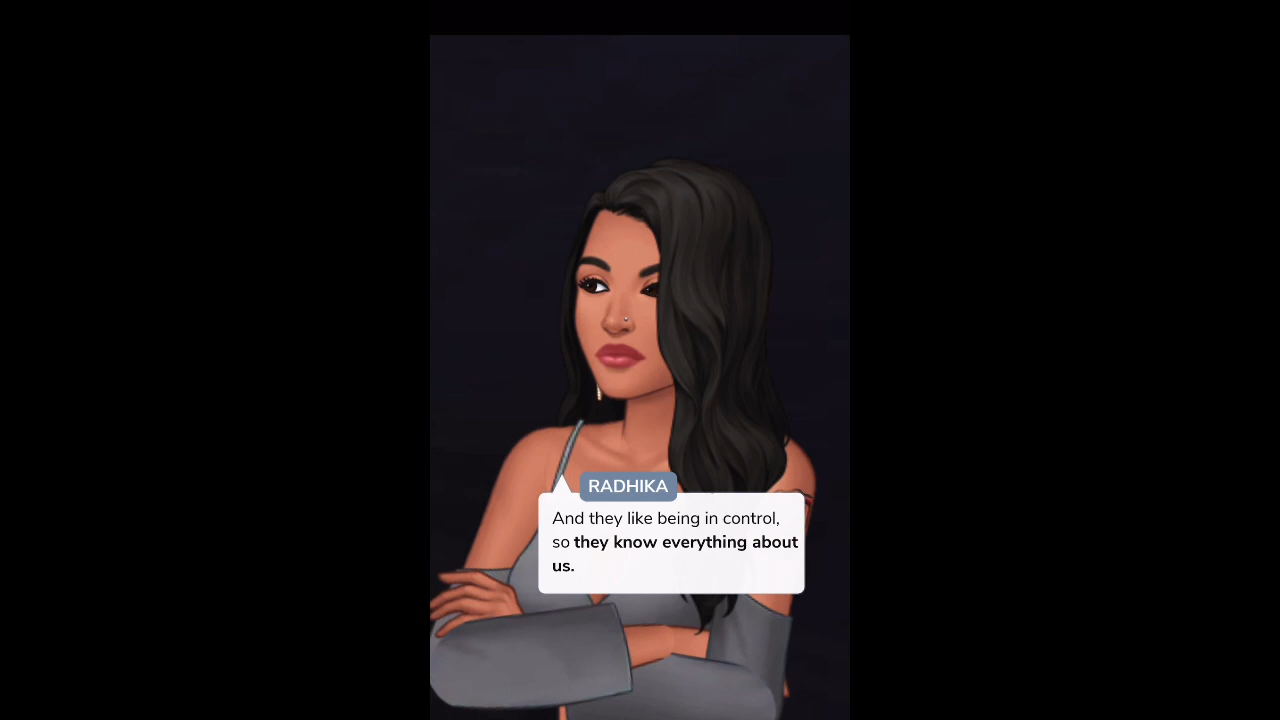 RADHIKA
And they like being in control,
so they know everything about
us.